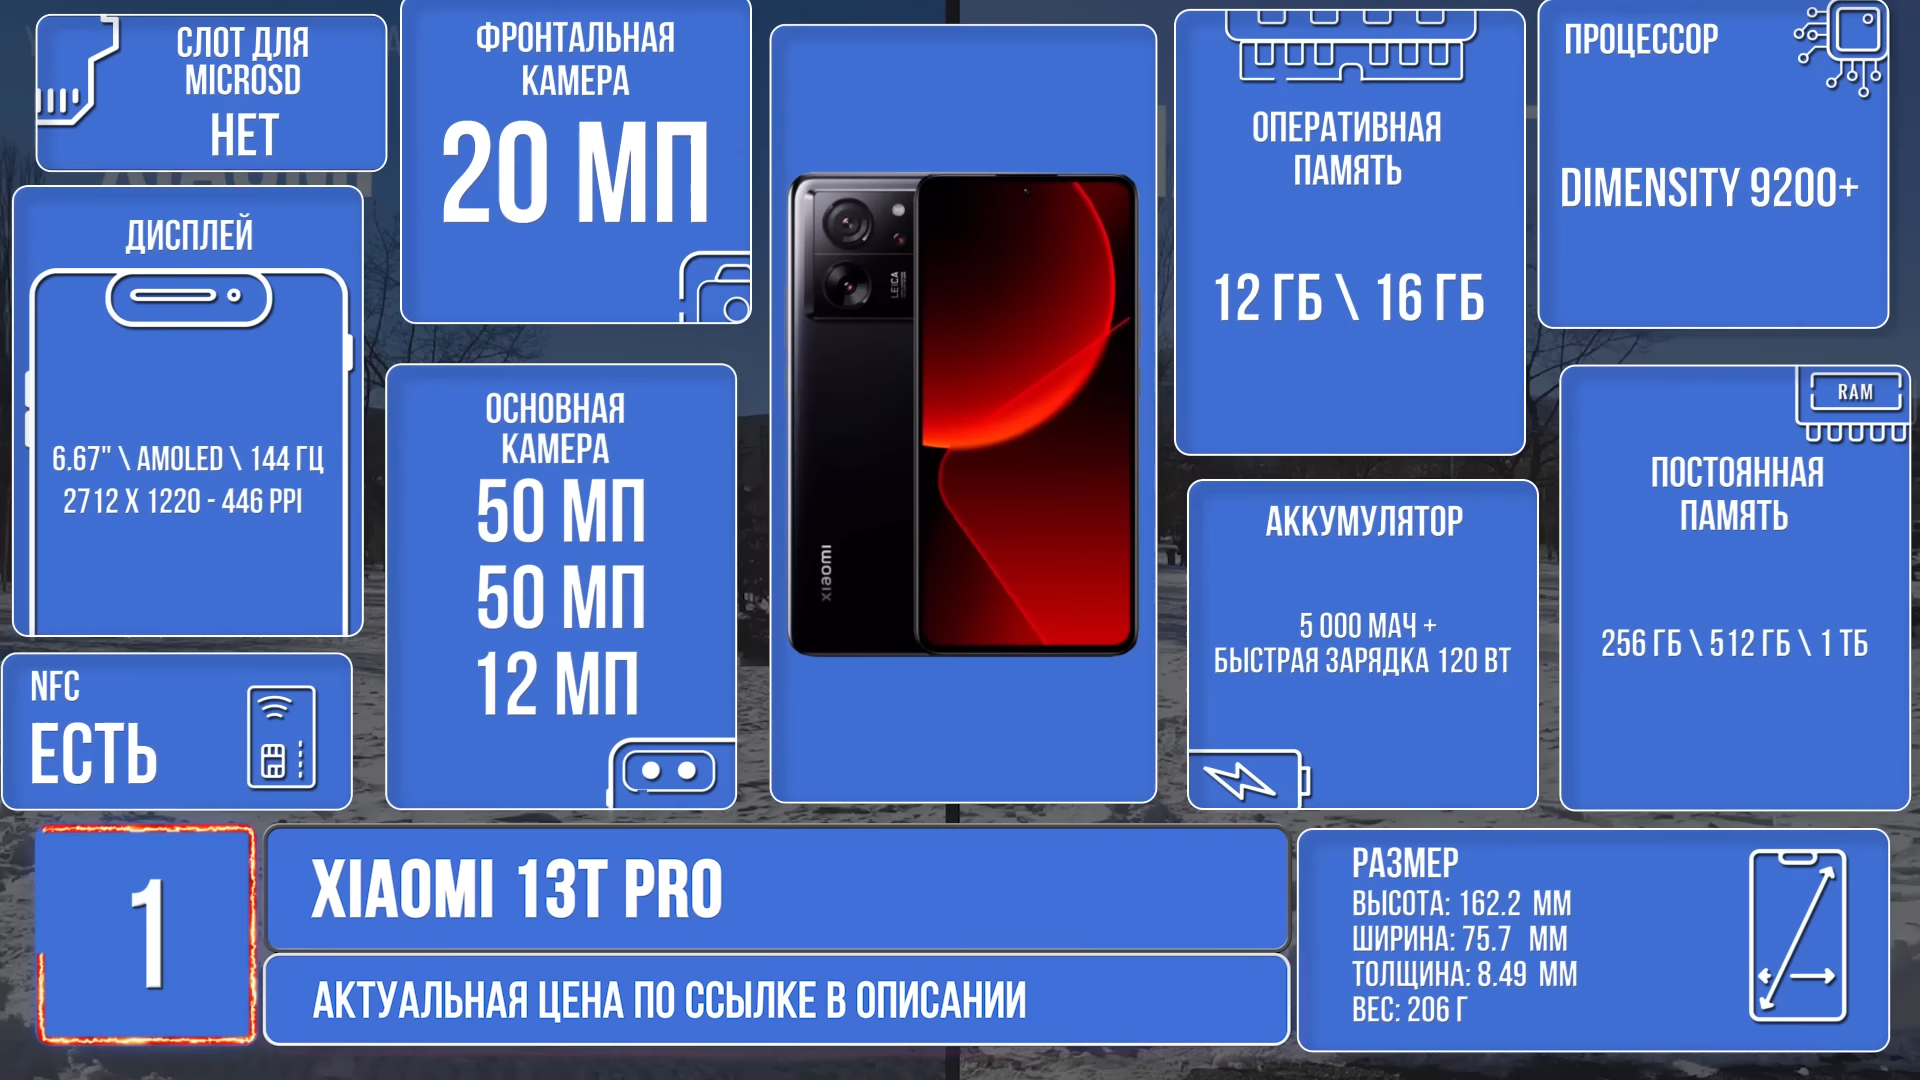 СЛОТ ДЛЯ
MICROSD
НЕТ
ДИСПЛЕЙ
6.67" \ AMOLED \ 144 ГЦ
2712 X 1220 - 446 PPI
NFC
ЕСТЬ
ФРОНТАЛЬНАЯ
КАМЕРА
20 МП
ОСНОВНАЯ
КАМЕРА
50 МП
50 МП
12 МП
LEICA
xiaomi
ОПЕРАТИВНАЯ
ПАМЯТЬ
12 ГБ \ 16 ГБ
АККУМУЛЯТОР
5 000 МАЧ +
БЫСТРАЯ ЗАРЯДКА 120 ВТ
ПРОЦЕССОР
DIMENSITY 9200+
RAM
ПОСТОЯННАЯ
ПАМЯТЬ
256 ГБ \ 512 ГБ \ 1 ТБ
1
XIAOMI 13T PRO
АКТУАЛЬНАЯ ЦЕНА ПО ССЫЛКЕ В ОПИСАНИИ
РАЗМЕР
ВЫСОТА: 162.2 ММ
ШИРИНА: 75.7 ММ
ТОЛЩИНА: 8.49 ММ
ВЕС: 206 Г